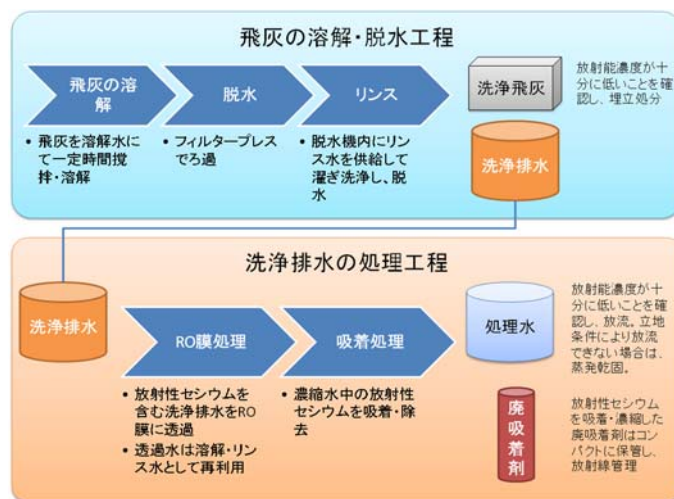 飛灰の溶解・脱水工程
飛灰の溶
解
脱水
リンス
• 飛灰を溶解水に
て一定時間撹
拌・溶解
• フィルタープレス
でろ過
• 脱水機内にリン
ス水を供給して
濯ぎ洗浄し、脱
水
洗浄飛灰
放射能濃度が十
分に低いことを確
認し、埋立処分
洗浄排水
洗浄排水の処理工程
洗浄排水
RO膜処理
吸着処理
• 放射性セシウムを
含む洗浄排水をRO
膜に透過
• 透過水は溶解・リン
ス水として再利用
• 濃縮水中の放射性
セシウムを吸着・除
去
処理水
放射能濃度が十
分に低いことを確
認し、放流。立地
条件により放流
できない場合は、
蒸発乾固。
廃
吸
着
剤
放射性セシウム
を吸着・濃縮した
廃吸着剤はコン
パクトに保管し、
放射線管理